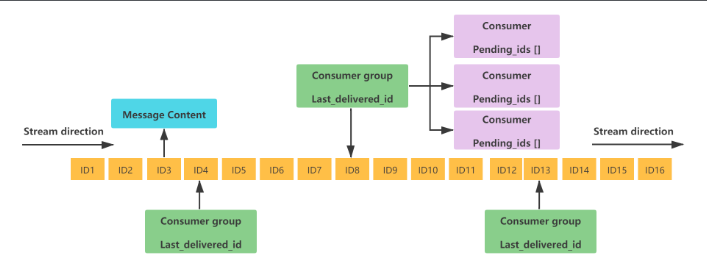 Consumer
Pending_ids []
Consumer group
Last_delivered_id
Consumer
Pending_ids []
Message Content
Consumer
Pending_ids []
Stream direction
Stream direction
ID1 ID2 ID3 ID4 ID5 ID6 ID7 ID8 ID9 ID10 ID11 ID12 ID13 ID14 ID15 ID16
Consumer group
Last_delivered_id
Consumer group
Last_delivered_id